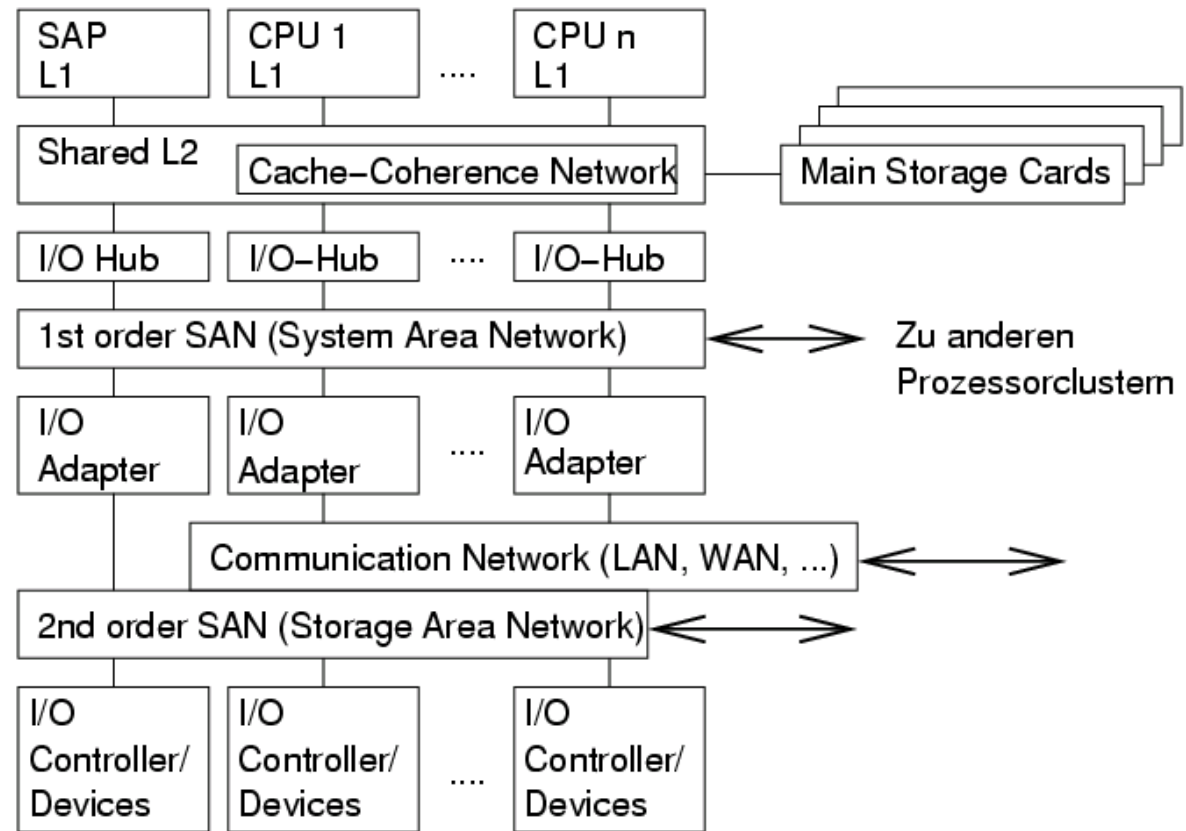 SAP
L1
CPU 1
L1
....
CPU n
L1
Shared L2
Cache-Coherence Network
Main Storage Cards
I/O Hub
I/O-Hub
....
I/O-Hub
1st order SAN (System Area Network)
Zu anderen
Prozessorclustern
I/O
Adapter
I/O
Adapter
....
I/O
Adapter
Communication Network (LAN, WAN, ...)
2nd order SAN (Storage Area Network)
I/O
Controller/
Devices
I/O
Controller/
Devices
....
I/O
Controller/
Devices